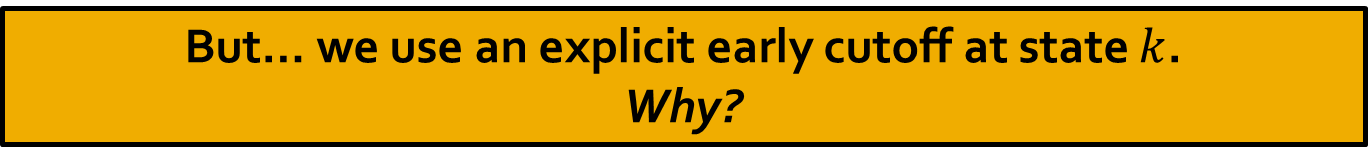 But... we use an explicit early cutoff at state k.
Why?